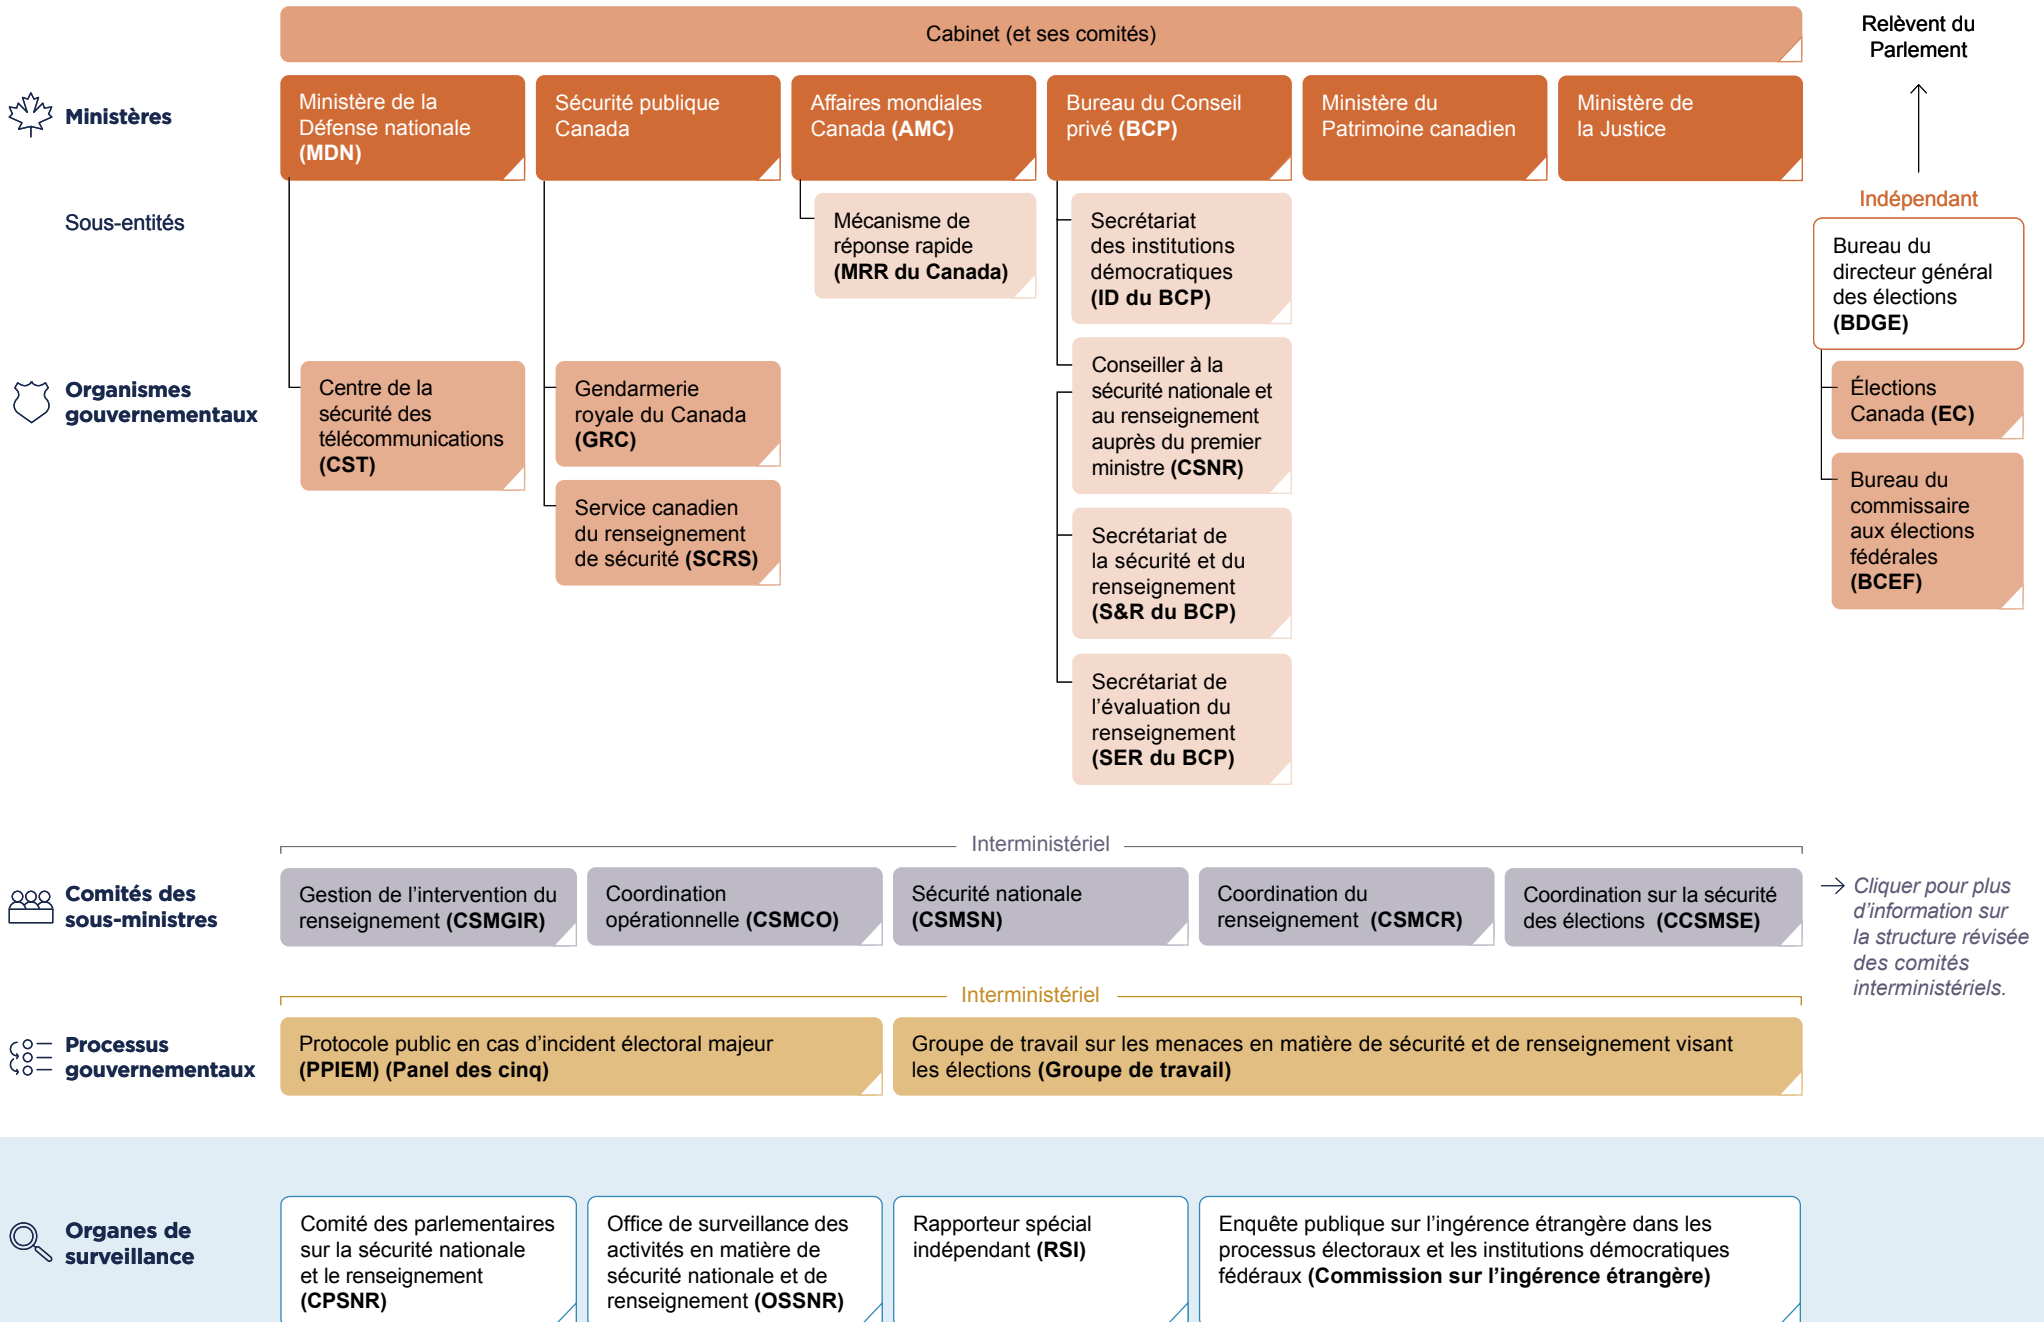 Cabinet (et ses comités)
Relèvent du
Parlement
Ministères
Ministère de la
Défense nationale
(MDN)
Sécurité publique
Canada
Affaires mondiales
Canada (AMC)
Bureau du Conseil
privé (BCP)
Ministère du
Patrimoine canadien
Ministère de
la Justice
Indépendant
Sous-entités
Mécanisme de
réponse rapide
(MRR du Canada)
Secrétariat
des institutions
démocratiques
(ID du BCP)
Bureau du
directeur général
des élections
(BDGE)
Organismes
gouvernementaux
Centre de la
sécurité des
télécommunications
(CST)
Gendarmerie
royale du Canada
(GRC)
Service canadien
du renseignement
de sécurité (SCRS)
Conseiller à la
sécurité nationale et
au renseignement
auprès du premier
ministre (CSNR)
Secrétariat de
la sécurité et du
renseignement
(S&R du BCP)
Secrétariat de
l’évaluation du
renseignement
(SER du BCP)
Élections
Canada (EC)
Bureau du
commissaire
aux élections
fédérales
(BCEF)
Interministériel
Comités des
sous-ministres
Gestion de l’intervention du
renseignement (CSMGIR)
Coordination
opérationnelle (CSMCO)
Sécurité nationale
(CSMSN)
Coordination du
renseignement (CSMCR)
Coordination sur la sécurité
des élections (CCSMSE)
Cliquer pour plus
d’information sur
la structure révisée
des comités
interministériels.
Interministériel
Processus
gouvernementaux
Protocole public en cas d’incident électoral majeur
(PPIEM) (Panel des cinq)
Groupe de travail sur les menaces en matière de sécurité et de renseignement visant
les élections (Groupe de travail)
Organes de
surveillance
Comité des parlementaires
sur la sécurité nationale
et le renseignement
(CPSNR)
Office de surveillance des
activités en matière de
sécurité nationale et de
renseignement (OSSNR)
Rapporteur spécial
indépendant (RSI)
Enquête publique sur l’ingérence étrangère dans les
processus électoraux et les institutions démocratiques
fédéraux (Commission sur l’ingérence étrangère)